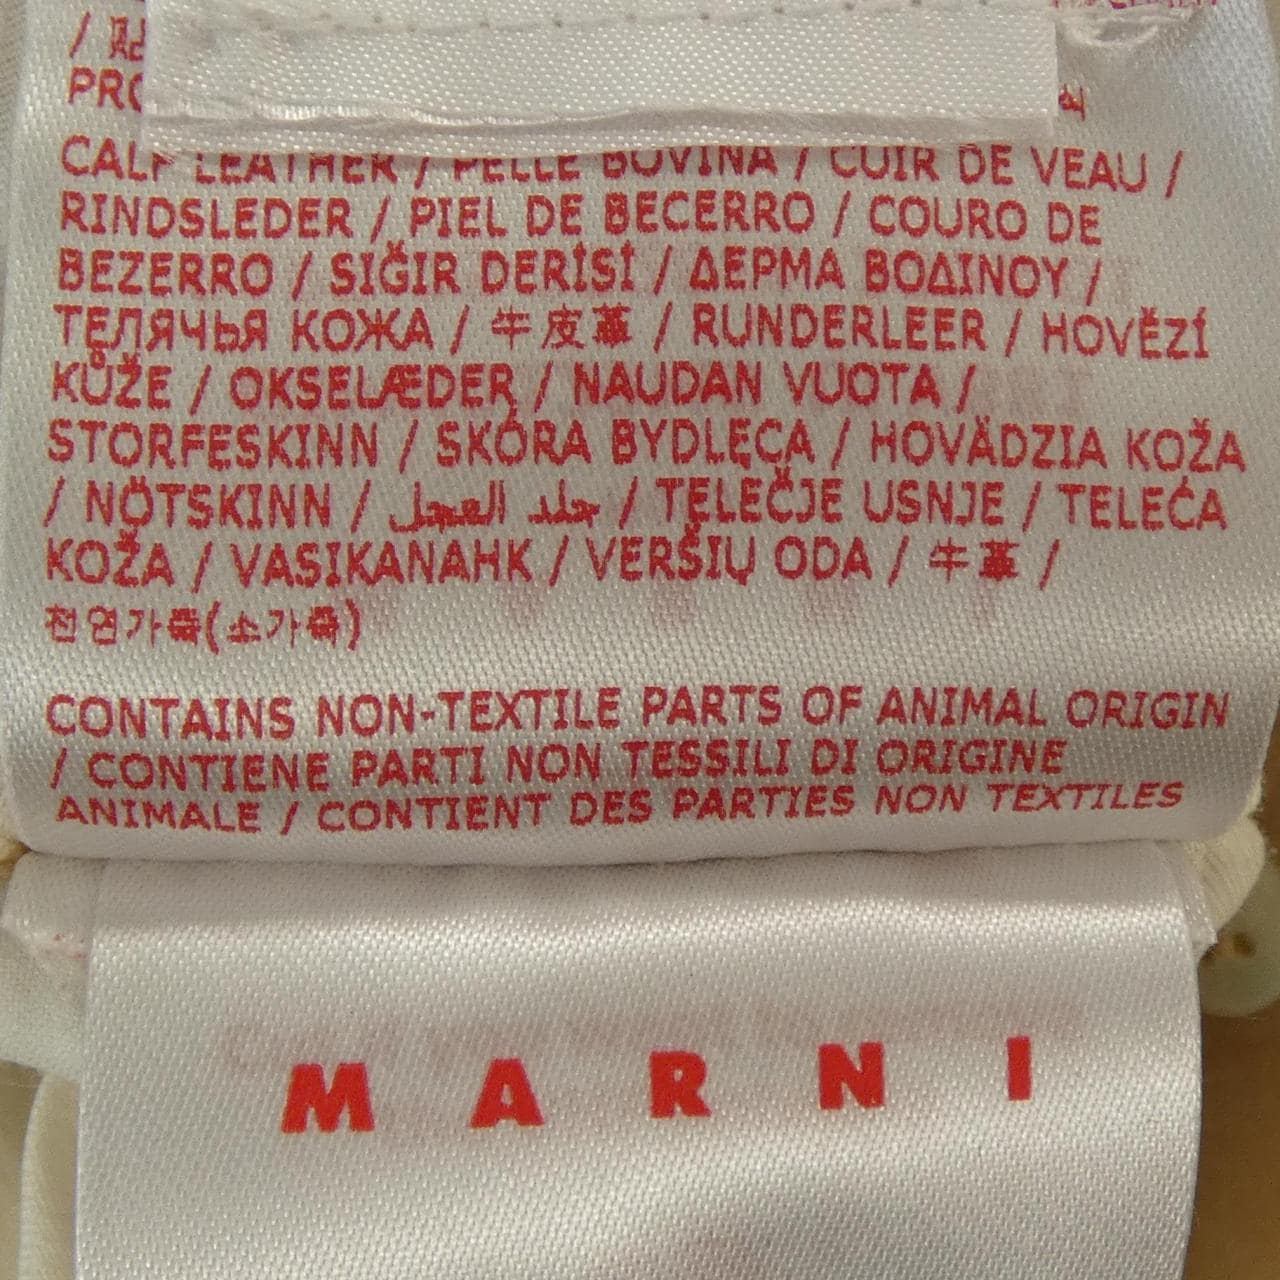 / 貼
CALF LEATHER / PELLE BOVINA / CUIR DE VEAU /
RINDSLEDER / PIEL DE BECERRO / COURO DE
BEZERRO / SIĞIR DERİSİ / ΔΕΡΜΑ ΒΟΔΙΝΟΥ /
ТЕЛЯЧЬЯ КОЖА / 牛皮革 / RUNDERLEER / HOVĚZÍ
KŮŽE / OKSELÆDER / NAUDAN VUOTA /
STORFESKINN / SKÓRA BYDLĘCA / HOVÄDZIA KOŽA
/ NÖTSKINN / جلد العجل / TELEČJE USNJE / TELEĆA
KOŽA / VASIKANAHK / VERŠIŲ ODA / 牛革 /
천연가죽(소가죽)
CONTAINS NON-TEXTILE PARTS OF ANIMAL ORIGIN
/ CONTIENE PARTI NON TESSILI DI ORIGINE
ANIMALE / CONTIENT DES PARTIES NON TEXTILES
MARNI